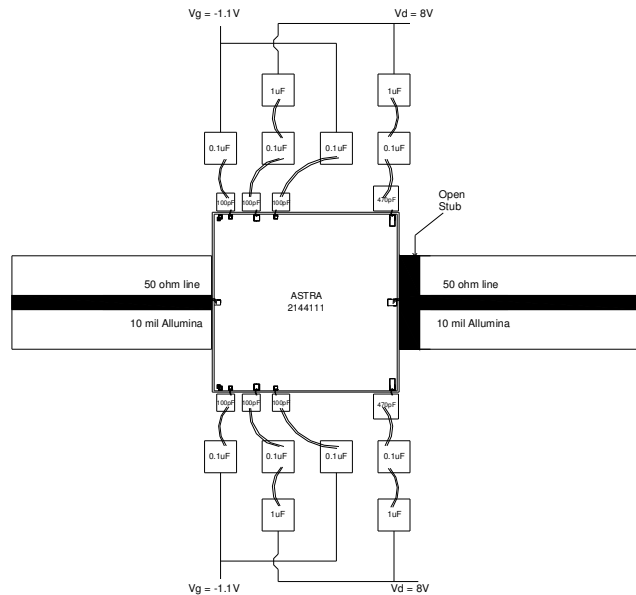 Vg = -1.1V
Vd = 8V
1uF
1uF
0.1uF
0.1uF
0.1uF
0.1uF
100pF
100pF
100pF
470pF
Open
Stub
50 ohm line
ASTRA
2144111
50 ohm line
10 mil Allumina
10 mil Allumina
100pF
100pF
100pF
470pF
0.1uF
0.1uF
0.1uF
0.1uF
1uF
1uF
Vg = -1.1V
Vd = 8V